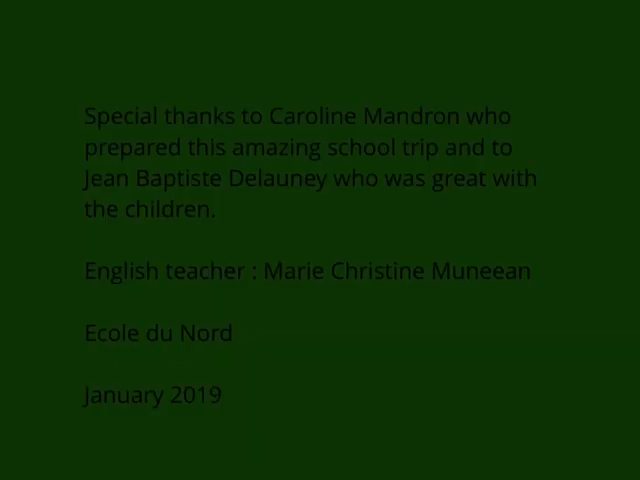 Special thanks to Caroline Mandron who
prepared this amazing school trip and to
Jean Baptiste Delauney who was great with
the children.
English teacher : Marie Christine Muneean
Ecole du Nord
January 2019